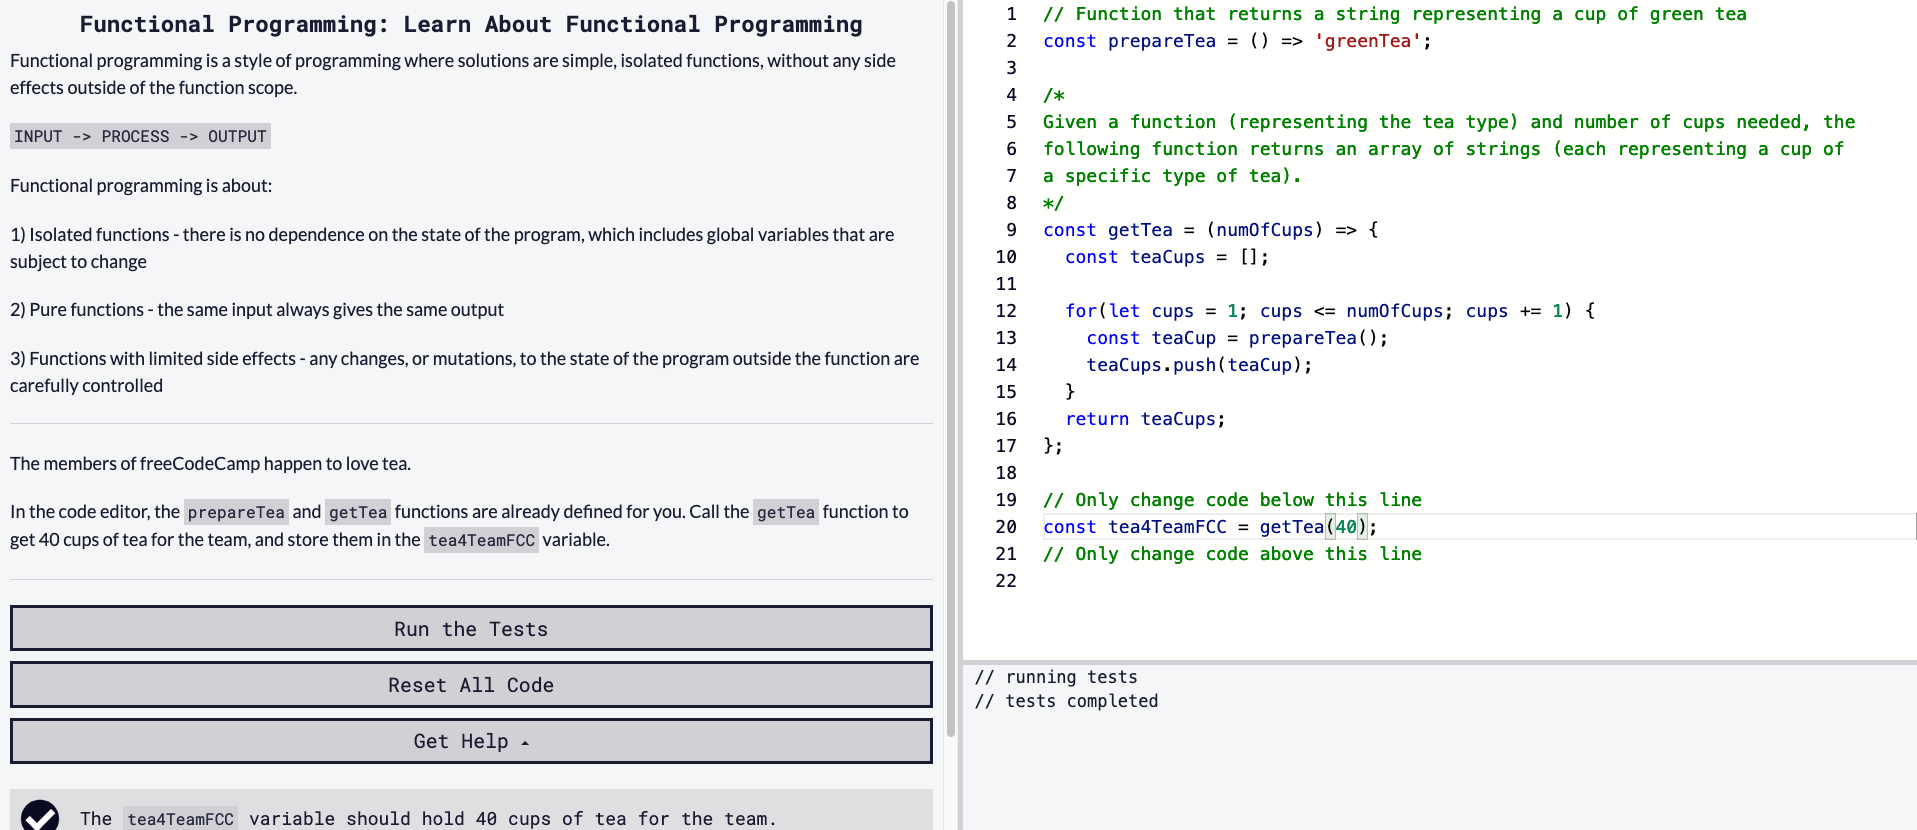 Functional Programming: Learn About Functional Programming
Functional programming is a style of programming where solutions are simple, isolated functions, without any side
effects outside of the function scope.
INPUT -> PROCESS -> OUTPUT
Functional programming is about:
1) Isolated functions - there is no dependence on the state of the program, which includes global variables that are
subject to change
2) Pure functions - the same input always gives the same output
3) Functions with limited side effects - any changes, or mutations, to the state of the program outside the function are
carefully controlled
The members of freeCodeCamp happen to love tea.
In the code editor, the prepareTea and getTea functions are already defined for you. Call the getTea function to
get 40 cups of tea for the team, and store them in the tea4TeamFCC variable.
Run the Tests
Reset All Code
Get Help
The tea4TeamFCC variable should hold 40 cups of tea for the team.
1 // Function that returns a string representing a cup of green tea
2 const prepareTea = () => 'greenTea';
3
4 /*
5 Given a function (representing the tea type) and number of cups needed, the
6 following function returns an array of strings (each representing a cup of
7 a specific type of tea).
8 */
9 const getTea = (numOfCups) => {
10 const teaCups = [];
11
12 for(let cups = 1; cups <= numOfCups; cups += 1) {
13 const teaCup = prepareTea();
14 teaCups.push(teaCup);
15 }
16 return teaCups;
17 };
18
19 // Only change code below this line
20 const tea4TeamFCC = getTea(40);
21 // Only change code above this line
22
// running tests
// tests completed